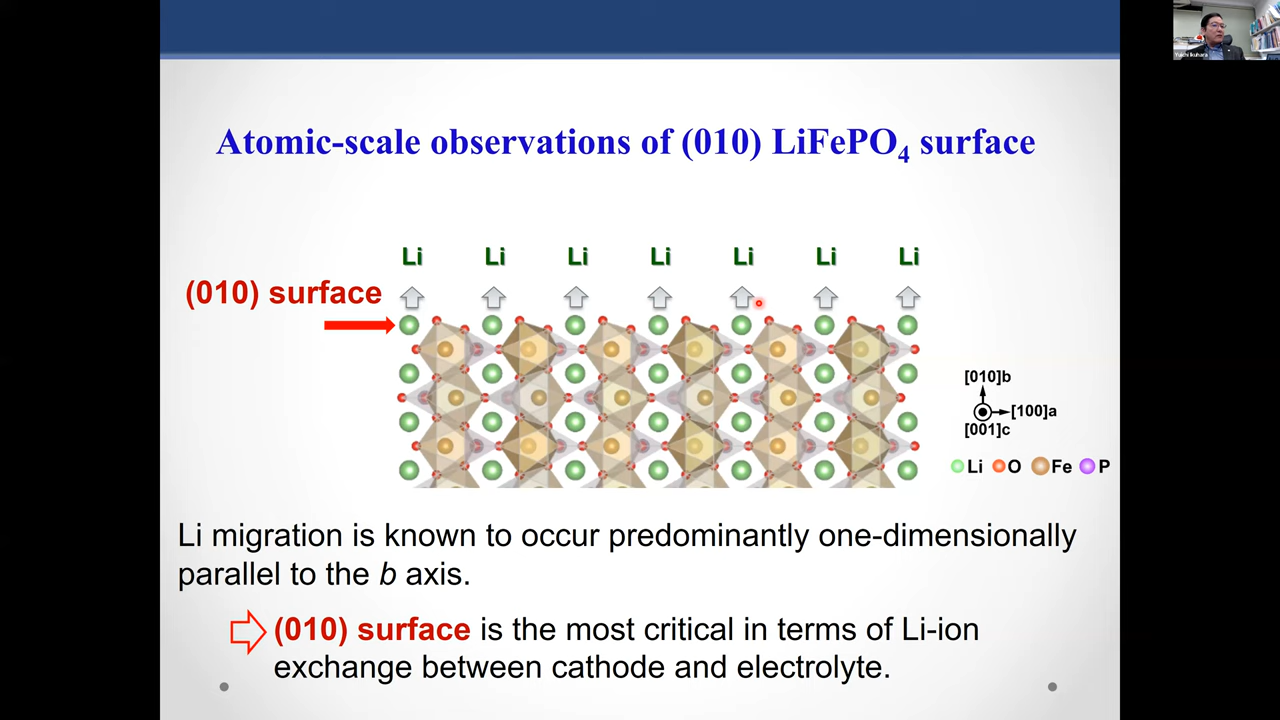 Yuichi Ikuhara
Atomic-scale observations of (010) LiFePO₄ surface
Li Li Li Li Li Li Li
(010) surface
[010]b
[100]a
[001]c
Li O Fe P
Li migration is known to occur predominantly one-dimensionally
parallel to the b axis.
(010) surface is the most critical in terms of Li-ion
exchange between cathode and electrolyte.